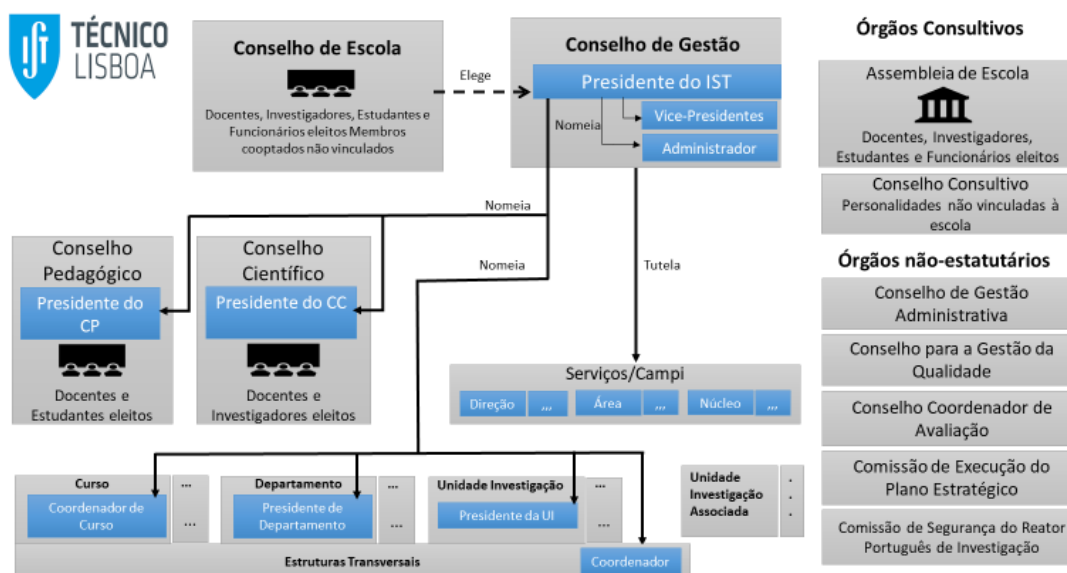 TÉCNICO
LISBOA
Conselho de Escola
Docentes, Investigadores, Estudantes e
Funcionários eleitos Membros
cooptados não vinculados
Elege
Conselho de Gestão
Presidente do IST
Nomeia
Vice-Presidentes
Administrador
Nomeia
Nomeia
Tutela
Conselho
Pedagógico
Presidente do
CP
Docentes e
Estudantes eleitos
Conselho
Científico
Presidente do CC
Docentes e
Investigadores eleitos
Serviços/Campi
Direção
,,,
Área
,,,
Núcleo
,,,
Curso
...
Coordenador de
Curso
...
Departamento
...
Presidente de
Departamento
...
Unidade Investigação
...
Presidente da UI
...
Estruturas Transversais
Coordenador
Unidade
Investigação
Associada
.
.
.
Órgãos Consultivos
Assembleia de Escola
Docentes, Investigadores,
Estudantes e Funcionários eleitos
Conselho Consultivo
Personalidades não vinculadas à
escola
Órgãos não-estatutários
Conselho de Gestão
Administrativa
Conselho para a Gestão da
Qualidade
Conselho Coordenador de
Avaliação
Comissão de Execução do
Plano Estratégico
Comissão de Segurança do Reator
Português de Investigação